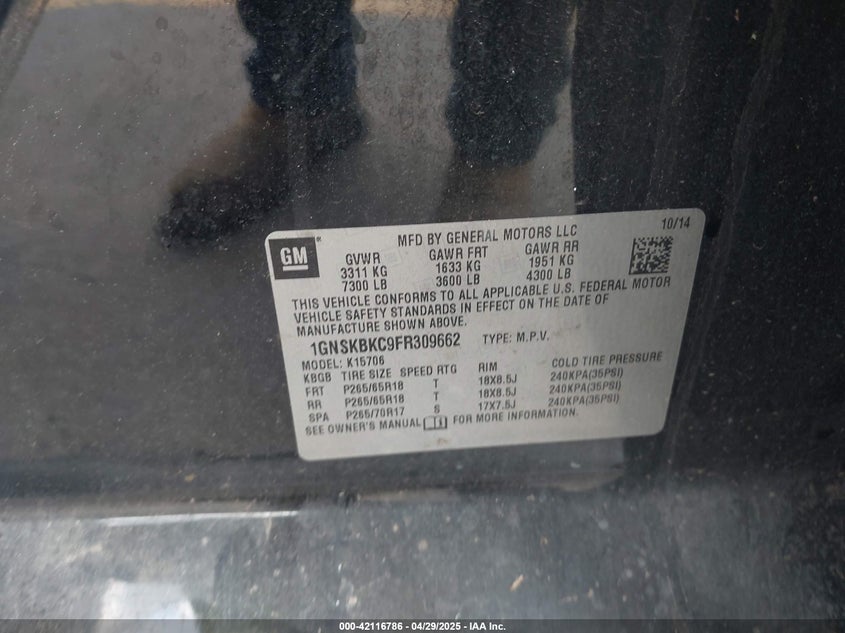 MFD BY GENERAL MOTORS LLC 10/14
GM®
GVWR GAWR FRT GAWR RR
3311 KG 1633 KG 1951 KG
7300 LB 3600 LB 4300 LB
THIS VEHICLE CONFORMS TO ALL APPLICABLE U.S. FEDERAL MOTOR
VEHICLE SAFETY STANDARDS IN EFFECT ON THE DATE OF
MANUFACTURE SHOWN ABOVE.
1GNSKBKC9FR309662 TYPE: M.P.V.
MODEL: K15706
KBGB TIRE SIZE SPEED RTG RIM COLD TIRE PRESSURE
FRT P265/65R18 T 18X8.5J 240KPA(35PSI)
RR P265/65R18 T 18X8.5J 240KPA(35PSI)
SPA P265/70R17 S 17X7.5J 240KPA(35PSI)
SEE OWNER'S MANUAL FOR MORE INFORMATION.
000-42116786 - 04/29/2025 - IAA Inc.